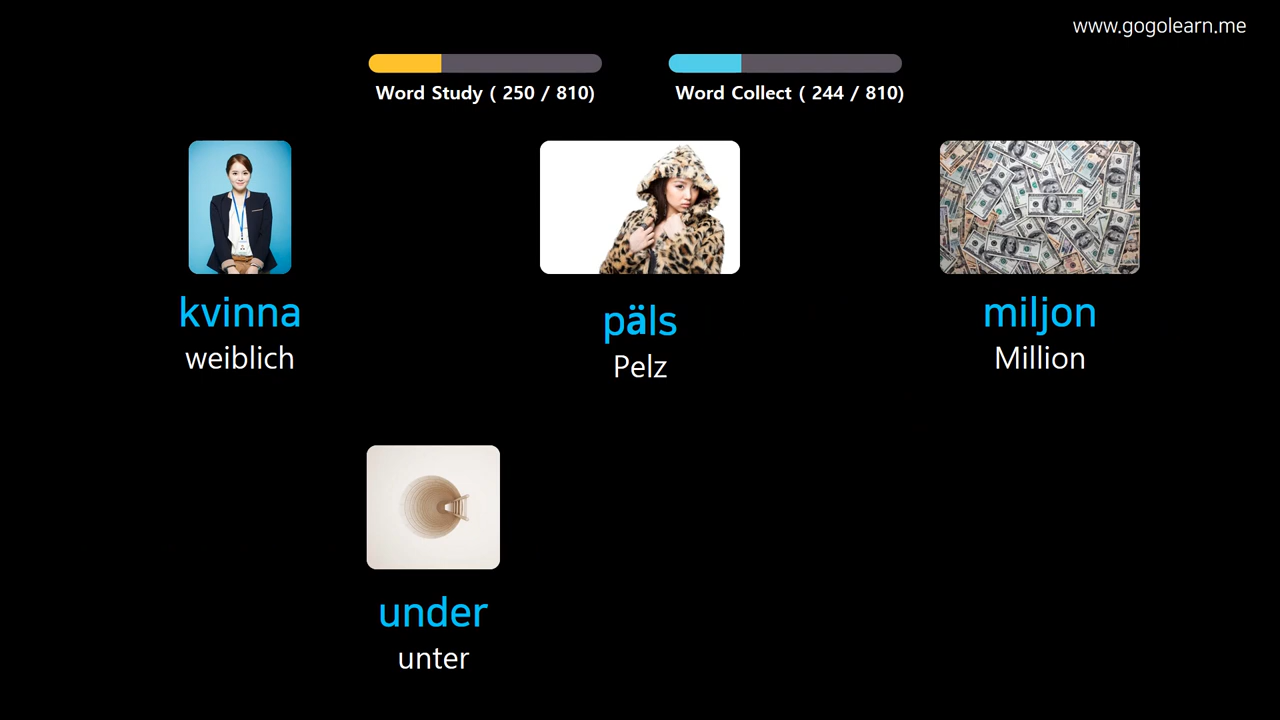 www.gogolearn.me
Word Study ( 250 / 810)
Word Collect ( 244 / 810)
kvinna
weiblich
päls
Pelz
miljon
Million
under
unter